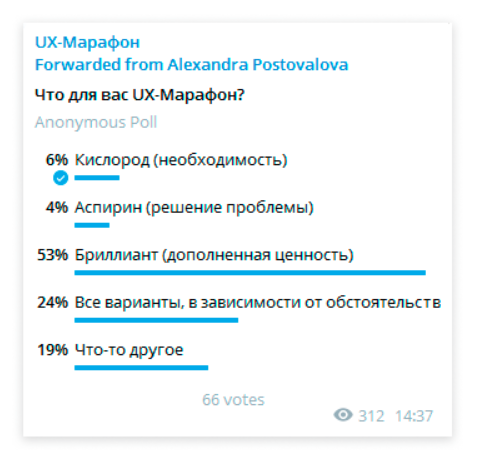 UX-Марафон
Forwarded from Alexandra Postovalova
Что для вас UX-Марафон?
Anonymous Poll
6% Кислород (необходимость)
4% Аспирин (решение проблемы)
53% Бриллиант (дополненная ценность)
24% Все варианты, в зависимости от обстоятельств
19% Что-то другое
66 votes
312 14:37